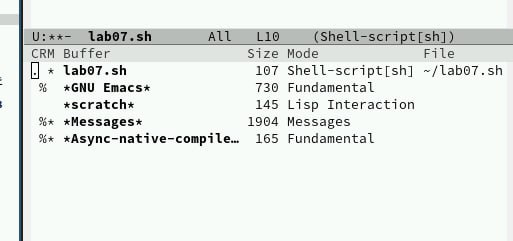 U:**-  lab07.sh       All   L10    (Shell-script[sh])
CRM Buffer                Size Mode             File
. * lab07.sh               107 Shell-script[sh] ~/lab07.sh
 %  *GNU Emacs*            730 Fundamental
    *scratch*              145 Lisp Interaction
 %* *Messages*            1904 Messages
 %* *Async-native-compile…  165 Fundamental